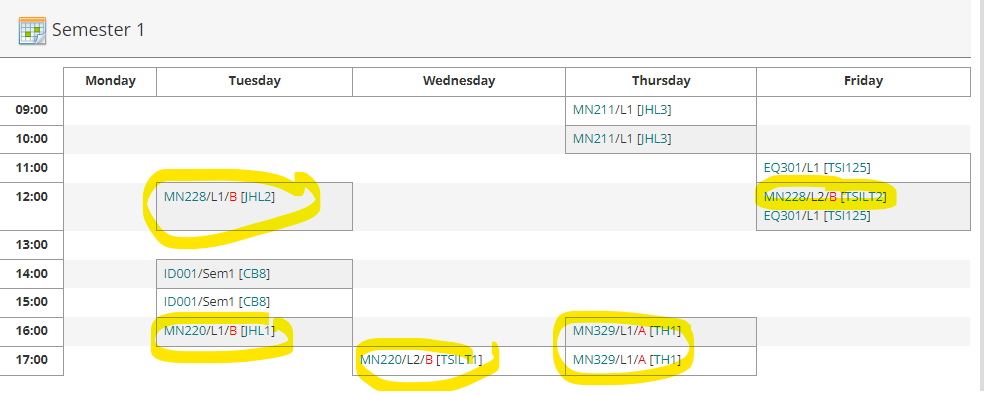 Semester 1
Monday Tuesday Wednesday Thursday Friday
09:00 MN211/L1 [JHL3]
10:00 MN211/L1 [JHL3]
11:00 EQ301/L1 [TSI125]
12:00 MN228/L1/B [JHL2] MN228/L2/B [TSILT2]
EQ301/L1 [TSI125]
13:00
14:00 ID001/Sem1 [CB8]
15:00 ID001/Sem1 [CB8]
16:00 MN220/L1/B [JHL1] MN329/L1/A [TH1]
17:00 MN220/L2/B [TSILT1] MN329/L1/A [TH1]